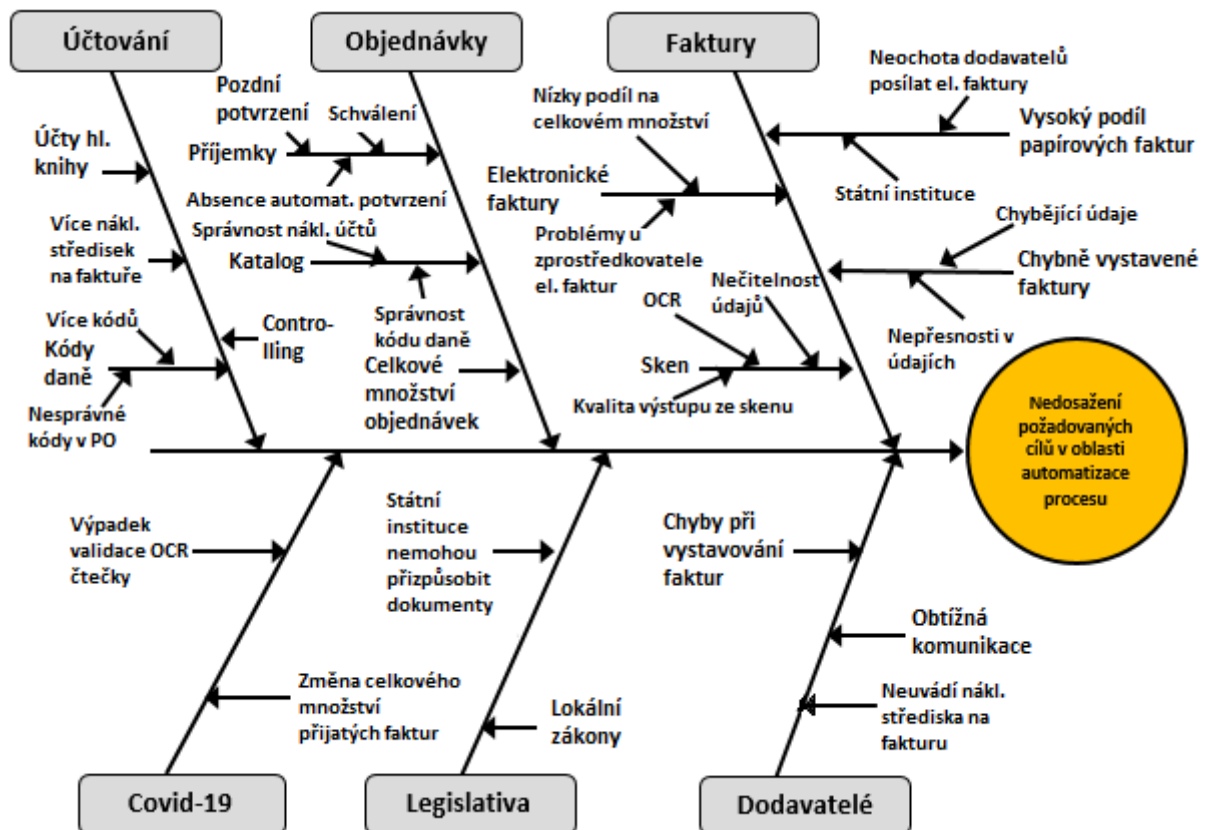 Účtování
Objednávky
Faktury
Pozdní
potvrzení
Schválení
Příjemky
Absence automat. potvrzení
Účty hl.
knihy
Více nákl.
středisek
na faktuře
Správnost nákl. účtů
Katalog
Správnost
kódu daně
Více kódů
Kódy
daně
Nesprávné
kódy v PO
Contro-
lling
Celkové
množství
objednávek
Nízky podíl na
celkovém množství
Elektronické
faktury
Problémy u
zprostředkovatele
el. faktur
Neochota dodavatelů
posílat el. faktury
Vysoký podíl
papírových faktur
Státní instituce
Chybějící údaje
Chybně vystavené
faktury
Nepřesnosti v
údajích
Nečitelnost
údajů
OCR
Sken
Kvalita výstupu ze skenu
Nedosažení
požadovaných
cílů v oblasti
automatizace
procesu
Výpadek
validace OCR
čtečky
Změna celkového
množství
přijatých faktur
Státní
instituce
nemohou
přizpůsobit
dokumenty
Lokální
zákony
Chyby při
vystavování
faktur
Obtížná
komunikace
Neuvádí nákl.
střediska na
fakturu
Covid-19
Legislativa
Dodavatelé